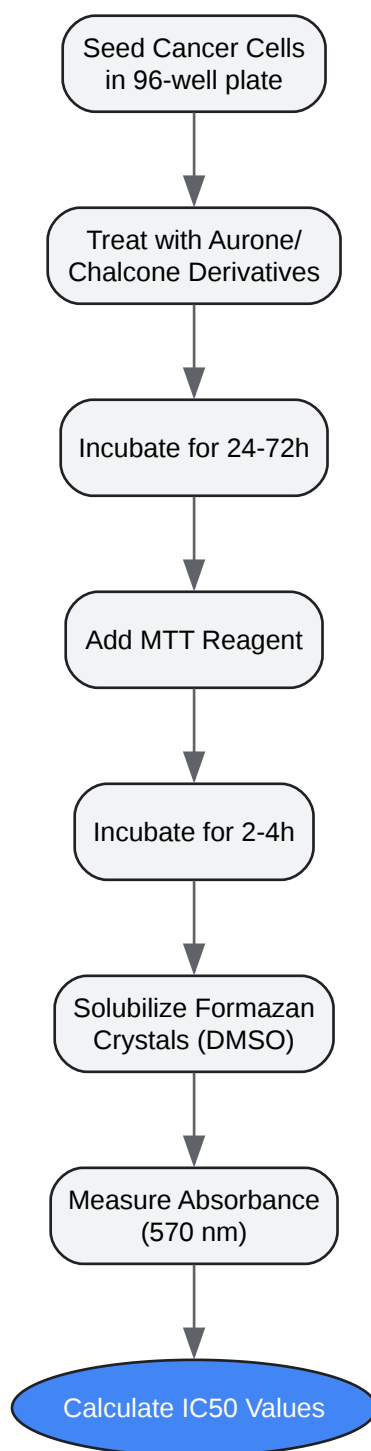 Seed Cancer Cells
in 96-well plate
Treat with Aurone/
Chalcone Derivatives
Incubate for 24-72h
Add MTT Reagent
Incubate for 2-4h
Solubilize Formazan
Crystals (DMSO)
Measure Absorbance
(570 nm)
Calculate IC50 Values